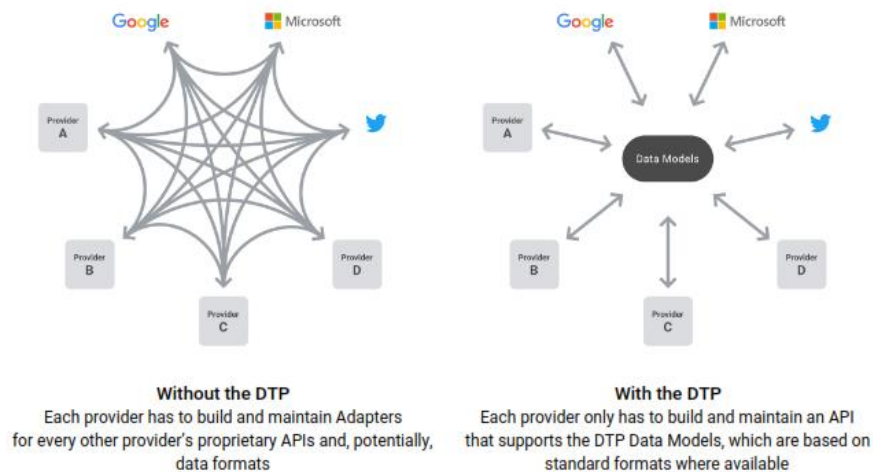 Google
Microsoft
Provider
A
Provider
B
Provider
C
Provider
D
Without the DTP
Each provider has to build and maintain Adapters
for every other provider's proprietary APIs and, potentially,
data formats
Google
Microsoft
Provider
A
Data Models
Provider
B
Provider
C
Provider
D
With the DTP
Each provider only has to build and maintain an API
that supports the DTP Data Models, which are based on
standard formats where available